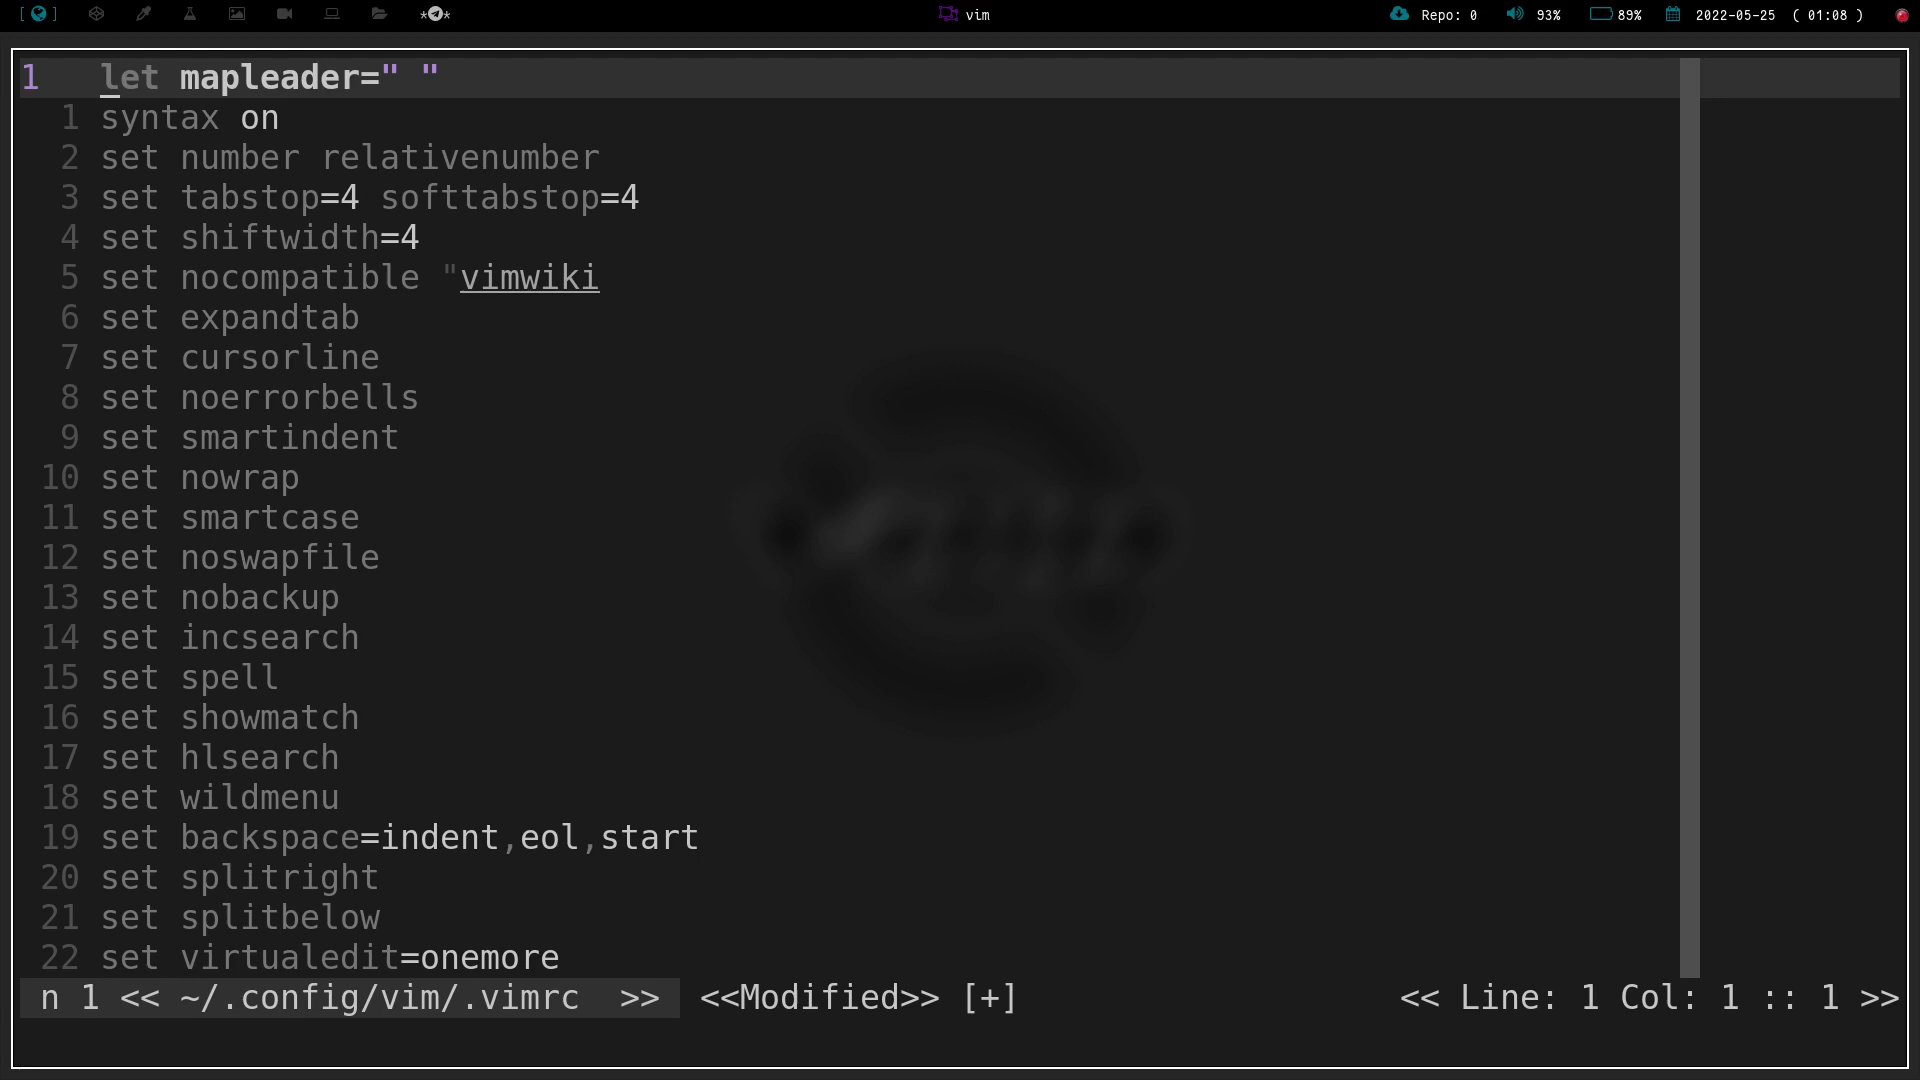 [ ] * * vim Repo: 0 93% 89% 2022-05-25 ( 01:08 )
1 let mapleader=" "
1 syntax on
2 set number relativenumber
3 set tabstop=4 softtabstop=4
4 set shiftwidth=4
5 set nocompatible "vimwiki
6 set expandtab
7 set cursorline
8 set noerrorbells
9 set smartindent
10 set nowrap
11 set smartcase
12 set noswapfile
13 set nobackup
14 set incsearch
15 set spell
16 set showmatch
17 set hlsearch
18 set wildmenu
19 set backspace=indent,eol,start
20 set splitright
21 set splitbelow
22 set virtualedit=onemore
n 1 << ~/.config/vim/.vimrc >> <<Modified>> [+] << Line: 1 Col: 1 :: 1 >>